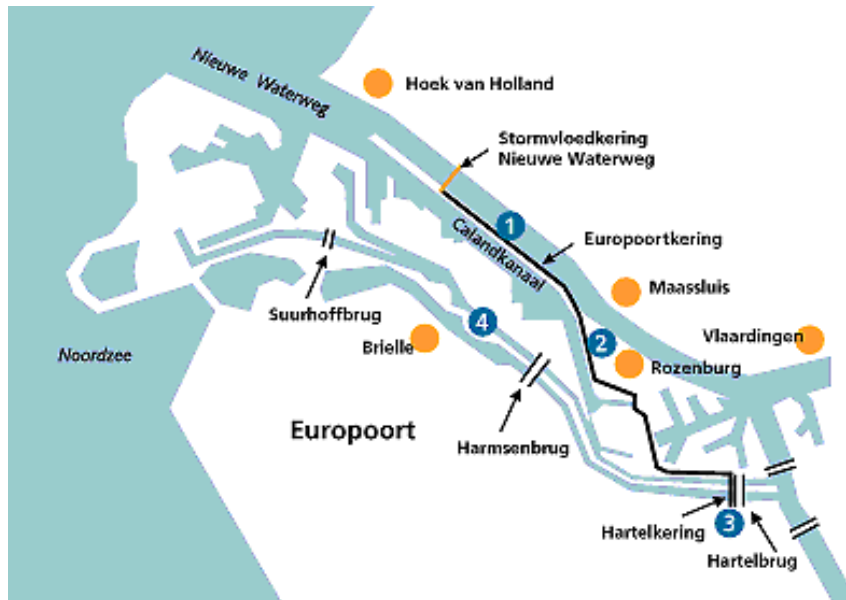 Nieuwe Waterweg
Hoek van Holland
Stormvloedkering
Nieuwe Waterweg
1
Calandkanaal
Europoortkering
Maassluis
Suurhoffbrug
4
2
Vlaardingen
Noordzee
Brielle
Rozenburg
Europoort
Harmsenbrug
Hartelkering
3
Hartelbrug